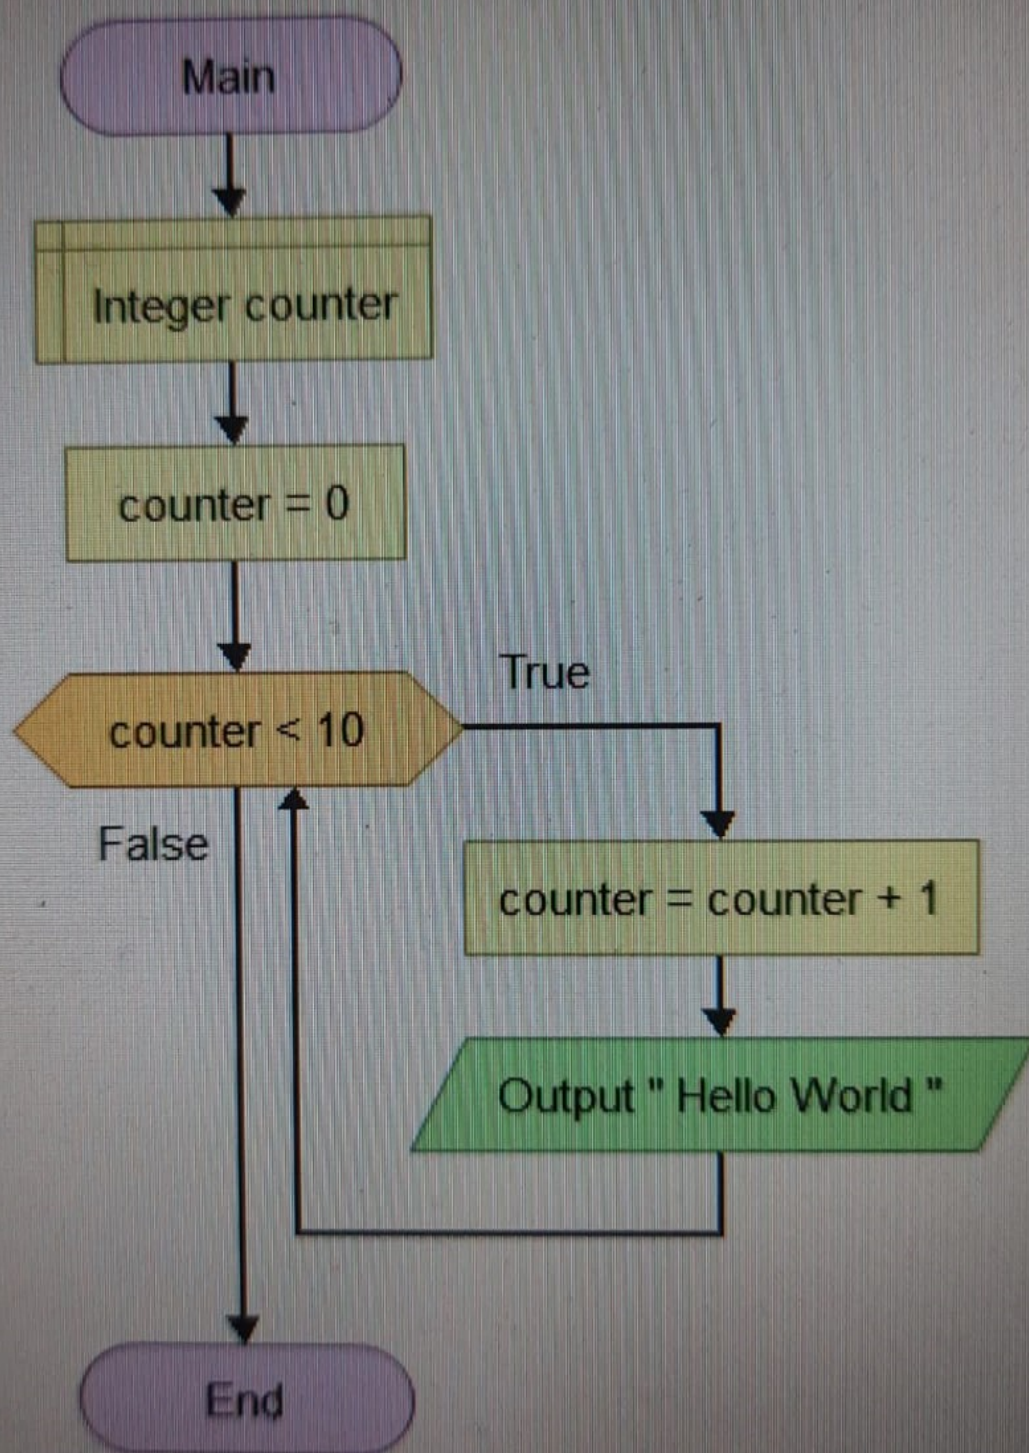 Main
Integer counter
counter = 0
counter < 10
True
False
counter = counter + 1
Output " Hello World "
End